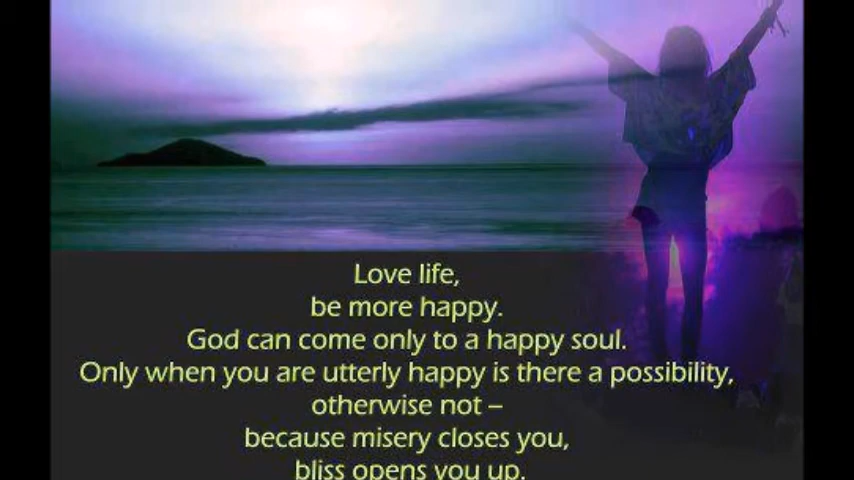 Love life,
be more happy.
God can come only to a happy soul.
Only when you are utterly happy is there a possibility,
otherwise not –
because misery closes you,
bliss opens you up.